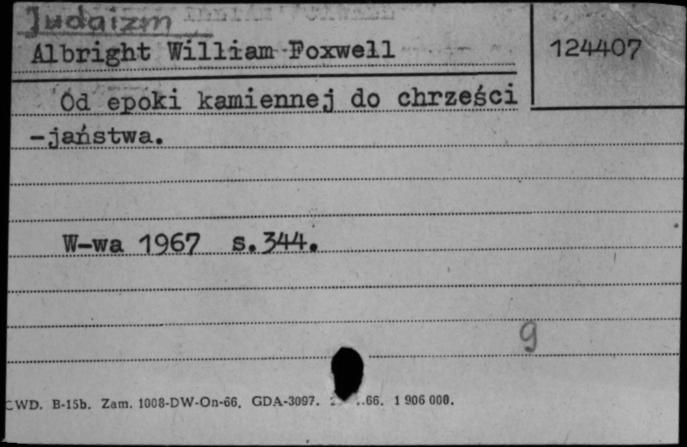 Judaizm
Albright William Foxwell
124407
Od epoki kamiennej do chrześci
-jaństwa.
W-wa 1967 s.344.
9
CWD. B-15b. Zam. 1008-DW-On-66. GDA-3097. .66. 1 906 000.